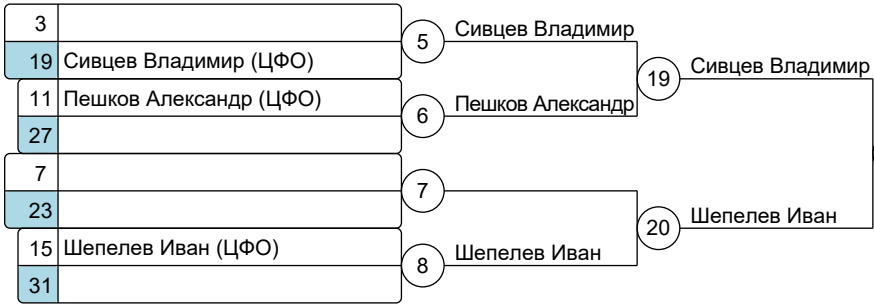 3
5 Сивцев Владимир
19 Сивцев Владимир (ЦФО)
19 Сивцев Владимир
11 Пешков Александр (ЦФО)
6 Пешков Александр
27
7
7
23
20 Шепелев Иван
15 Шепелев Иван (ЦФО)
8 Шепелев Иван
31